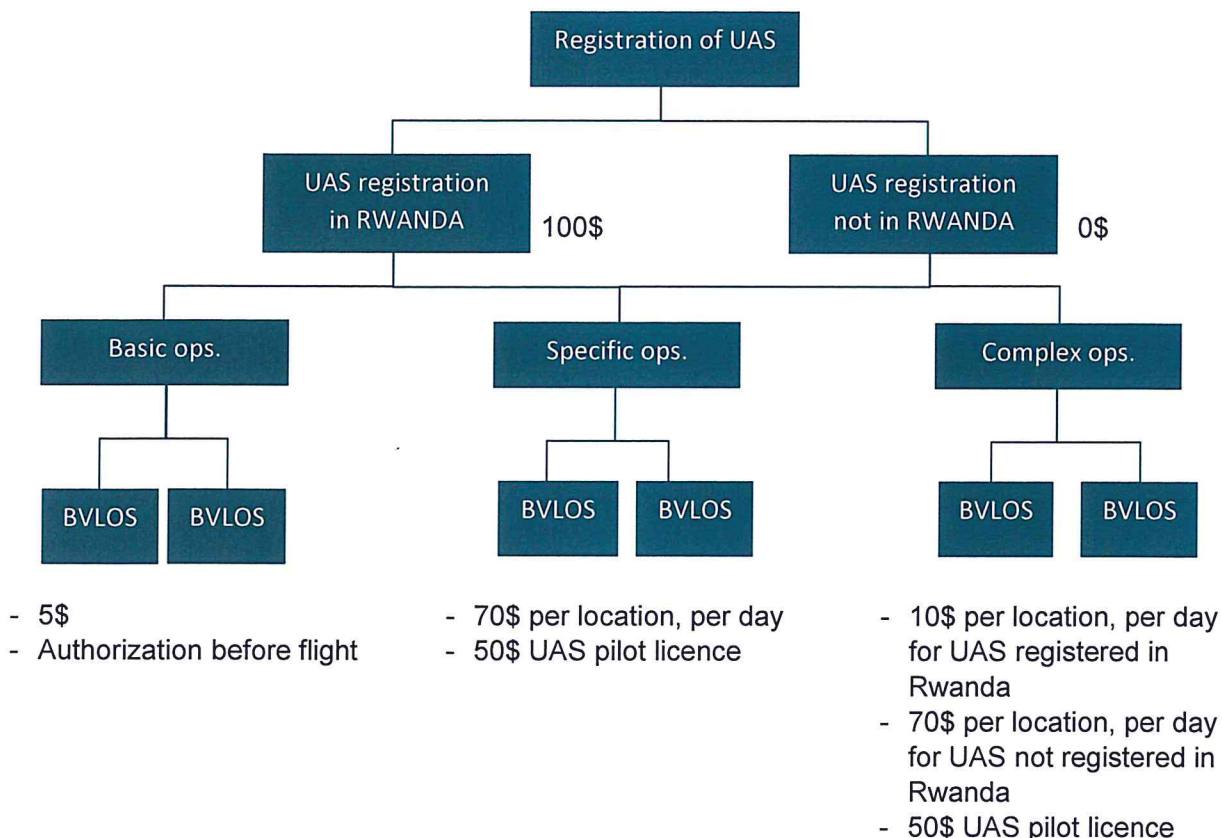 Registration of UAS
UAS registration
in RWANDA
100$
UAS registration
not in RWANDA
0$
Basic ops.
Specific ops.
Complex ops.
BVLOS
BVLOS
BVLOS
BVLOS
BVLOS
BVLOS
- 5$
- Authorization before flight
- 70$ per location, per day
- 50$ UAS pilot licence
- 10$ per location, per day
for UAS registered in
Rwanda
- 70$ per location, per day
for UAS not registered in
Rwanda
- 50$ UAS pilot licence